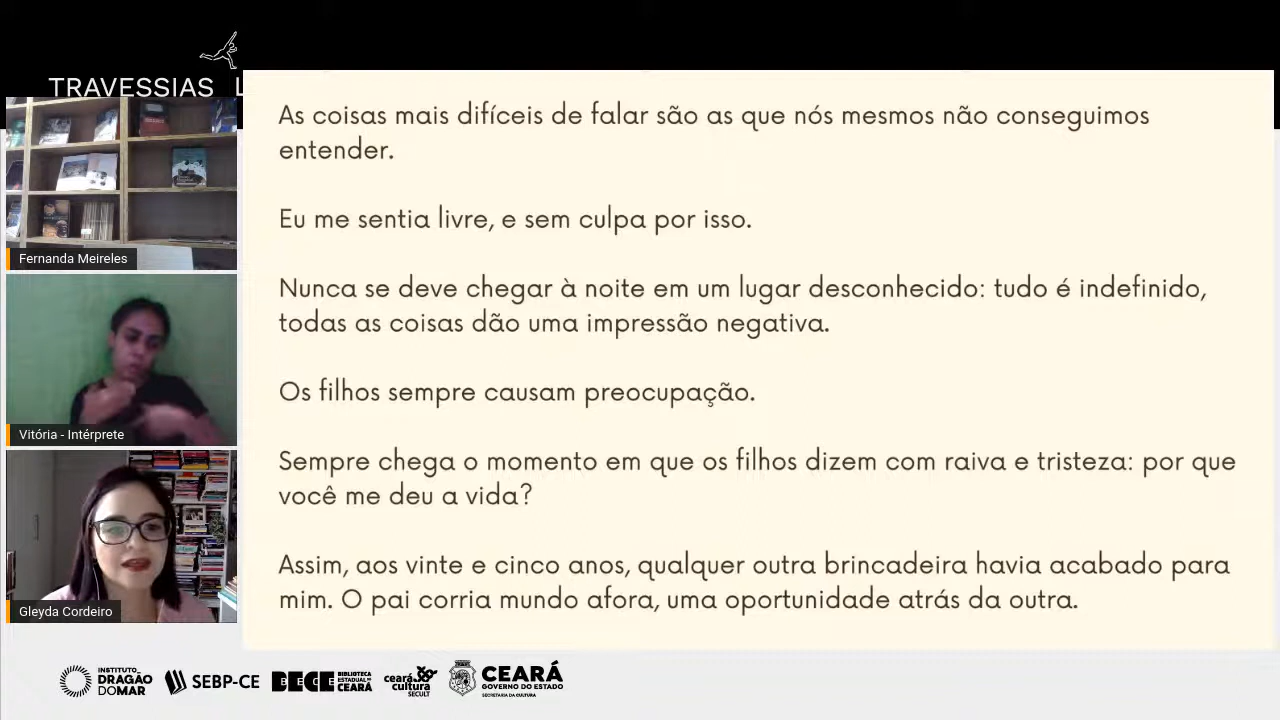 TRAVESSIAS L
As coisas mais difíceis de falar são as que nós mesmos não conseguimos
entender.
Eu me sentia livre, e sem culpa por isso.
Nunca se deve chegar à noite em um lugar desconhecido: tudo é indefinido,
todas as coisas dão uma impressão negativa.
Os filhos sempre causam preocupação.
Sempre chega o momento em que os filhos dizem com raiva e tristeza: por que
você me deu a vida?
Assim, aos vinte e cinco anos, qualquer outra brincadeira havia acabado para
mim. O pai corria mundo afora, uma oportunidade atrás da outra.
Fernanda Meireles
Vitória - Intérprete
Gleyda Cordeiro
INSTITUTO
DRAGÃO
DOMAR
SEBP-CE
BECE
BIBLIOTECA
ESTADUAL DO
CEARÁ
ceará
cultura
SECULT
CEARÁ
GOVERNO DO ESTADO
SECRETARIA DA CULTURA